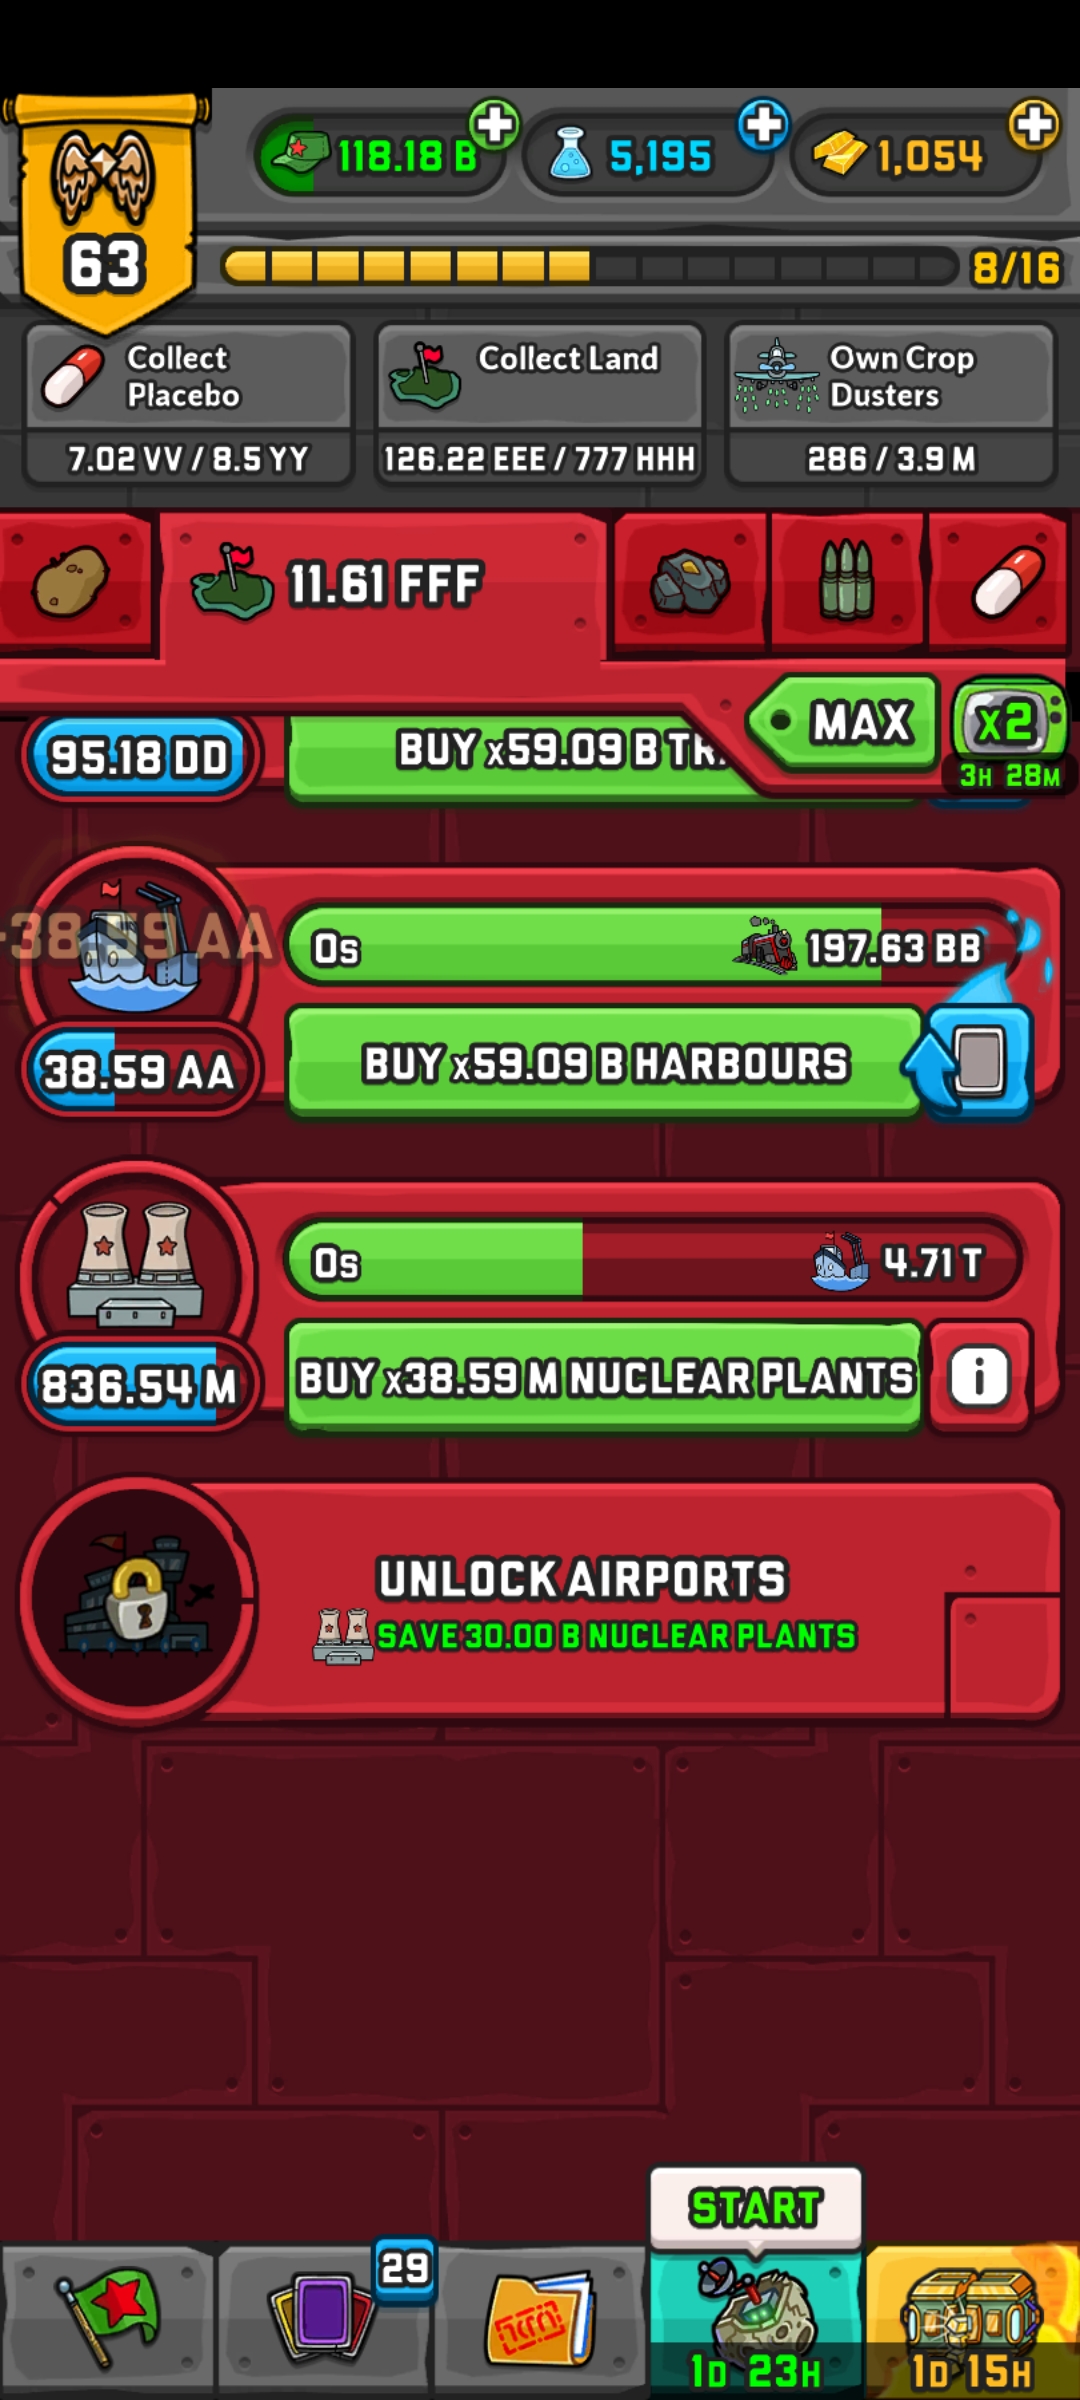 118.18 B
5,195
1,054
63
8/16
Collect
Placebo
7.02 VV / 8.5 YY
Collect Land
126.22 EEE / 777 HHH
Own Crop
Dusters
286 / 3.9 M
11.61 FFF
MAX
x2
3H 28M
95.18 DD
BUY x59.09 B
-38.59 AA
0s
197.63 BB
38.59 AA
BUY x59.09 B HARBOURS
0s
4.71 T
836.54 M
BUY x38.59 M NUCLEAR PLANTS
i
UNLOCK AIRPORTS
SAVE 30.00 B NUCLEAR PLANTS
START
29
1D 23H
1D 15H